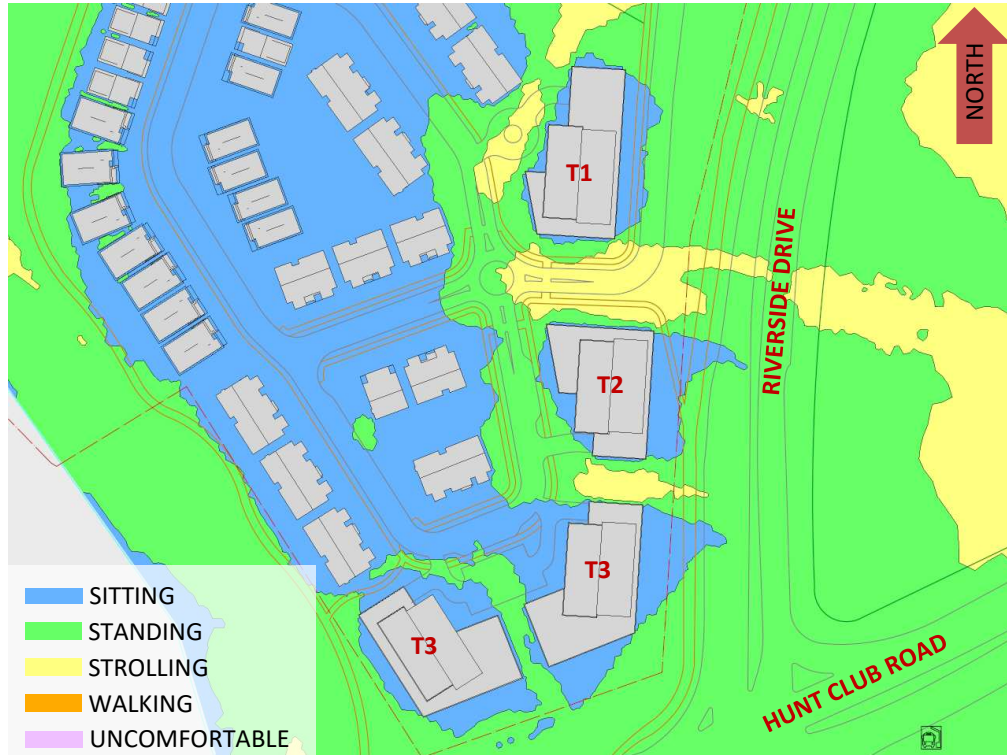 NORTH
T1
RIVERSIDE DRIVE
T2
T3
T3
HUNT CLUB ROAD
SITTING
STANDING
STROLLING
WALKING
UNCOMFORTABLE